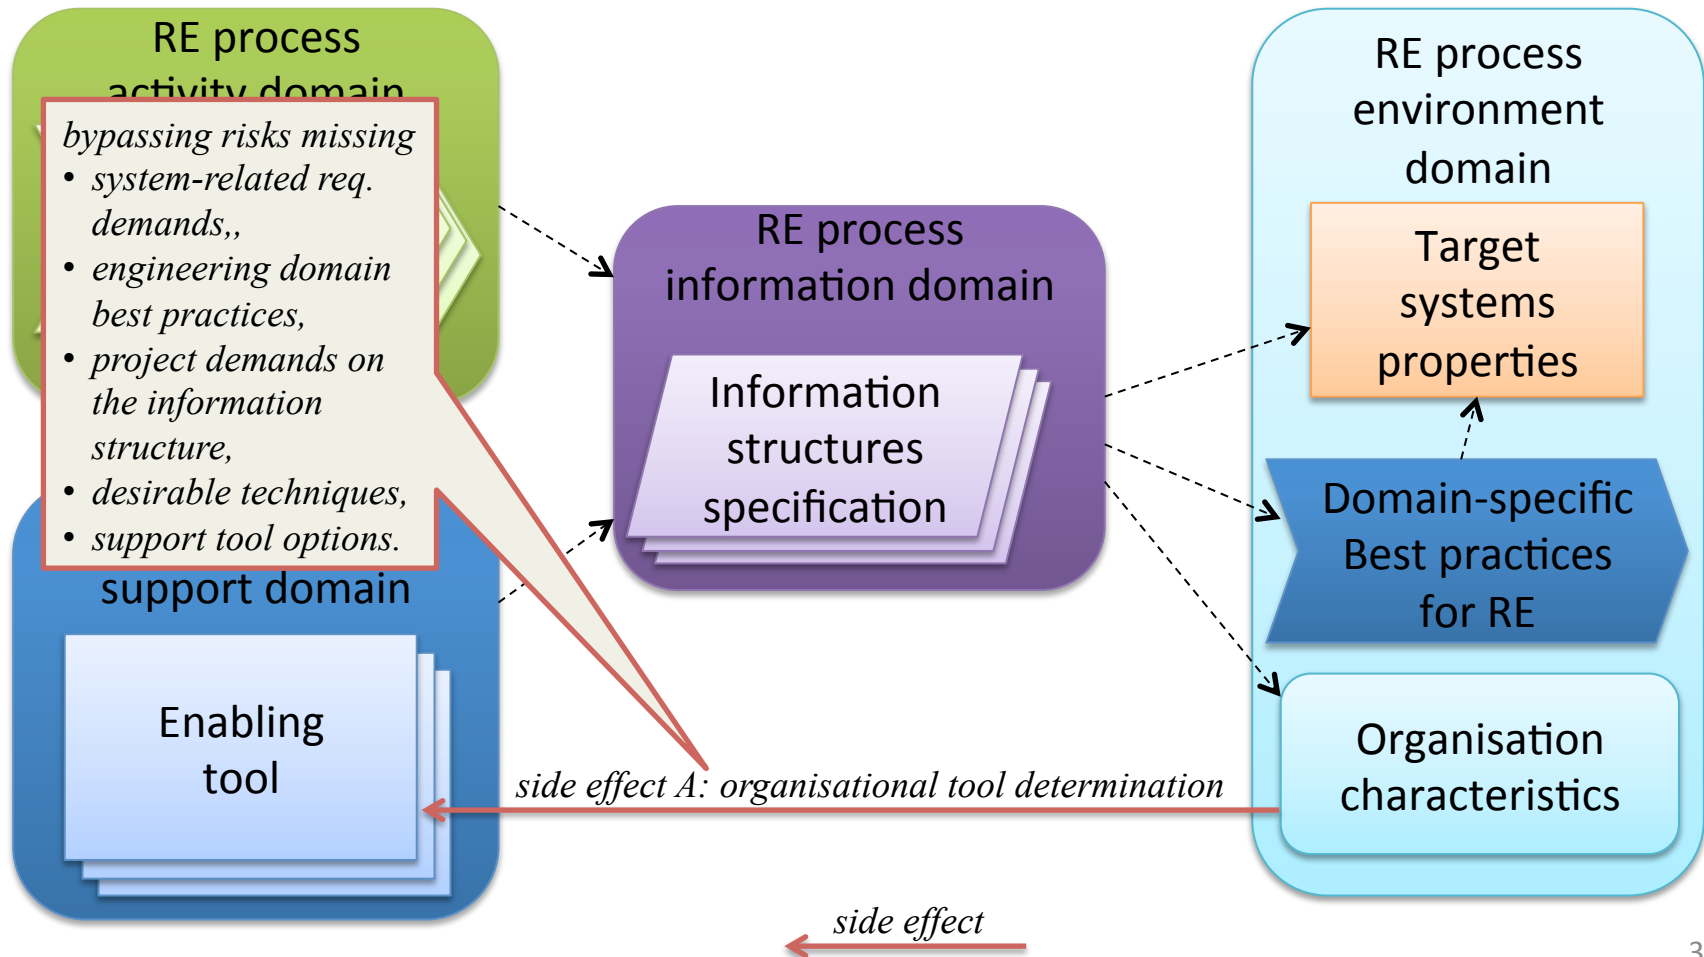 RE process
activity domain
bypassing risks missing
• system-related req.
demands,,
• engineering domain
best practices,
• project demands on
the information
structure,
• desirable techniques,
• support tool options.
support domain
Enabling
tool
RE process
information domain
Information
structures
specification
RE process
environment
domain
Target
systems
properties
Domain-specific
Best practices
for RE
Organisation
characteristics
side effect A: organisational tool determination
side effect
3